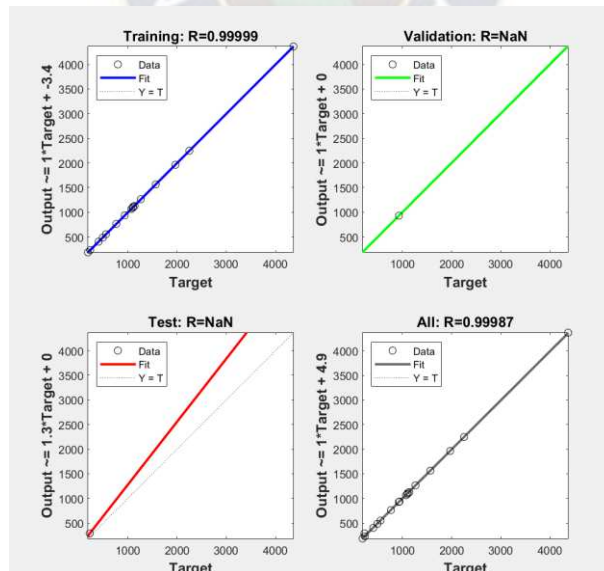 Training: R=0.99999
Output ~= 1*Target + -3.4
4000
3500
3000
2500
2000
1500
1000
500
Data
Fit
Y = T
1000 2000 3000 4000
Target
Validation: R=NaN
Output ~= 1*Target + 0
4000
3500
3000
2500
2000
1500
1000
500
Data
Fit
Y = T
1000 2000 3000 4000
Target
Test: R=NaN
Output ~= 1.3*Target + 0
4000
3500
3000
2500
2000
1500
1000
500
Data
Fit
Y = T
1000 2000 3000 4000
Target
All: R=0.99987
Output ~= 1*Target + 4.9
4000
3500
3000
2500
2000
1500
1000
500
Data
Fit
Y = T
1000 2000 3000 4000
Target